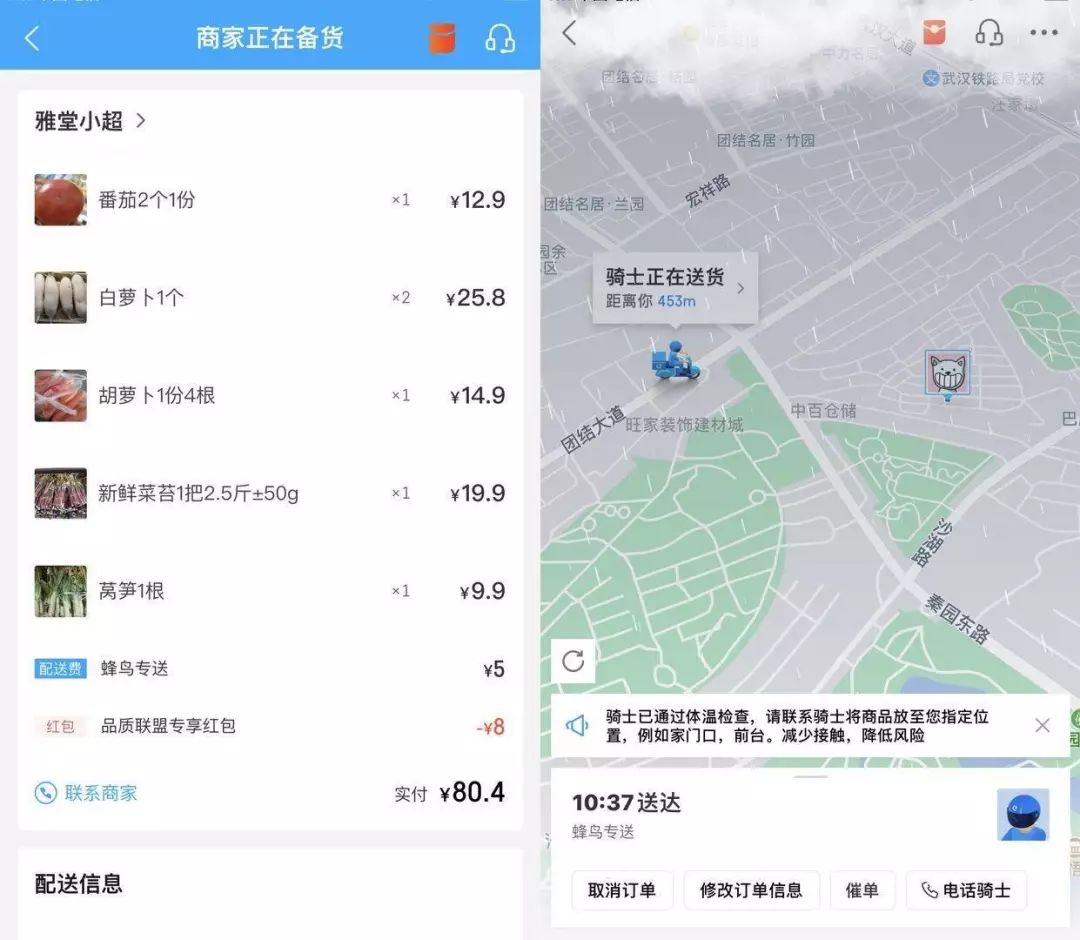 商家正在备货
雅堂小超
番茄2个1份 ×1 ¥12.9
白萝卜1个 ×2 ¥25.8
胡萝卜1份4根 ×1 ¥14.9
新鲜菜苔1把2.5斤±50g ×1 ¥19.9
莴笋1根 ×1 ¥9.9
配送费 蜂鸟专送 ¥5
红包 品质联盟专享红包 -¥8
联系商家 实付 ¥80.4
配送信息
中力名居
武汉铁路局党校
团结名居·竹园
宏祥路
团结名居·兰园
骑士正在送货
距离你 453m
中百仓储
团结大道
旺家装饰建材城
沙湖路
秦园东路
骑士已通过体温检查，请联系骑士将商品放至您指定位
置，例如家门口，前台。减少接触，降低风险
10:37送达
蜂鸟专送
取消订单 修改订单信息 催单 电话骑士